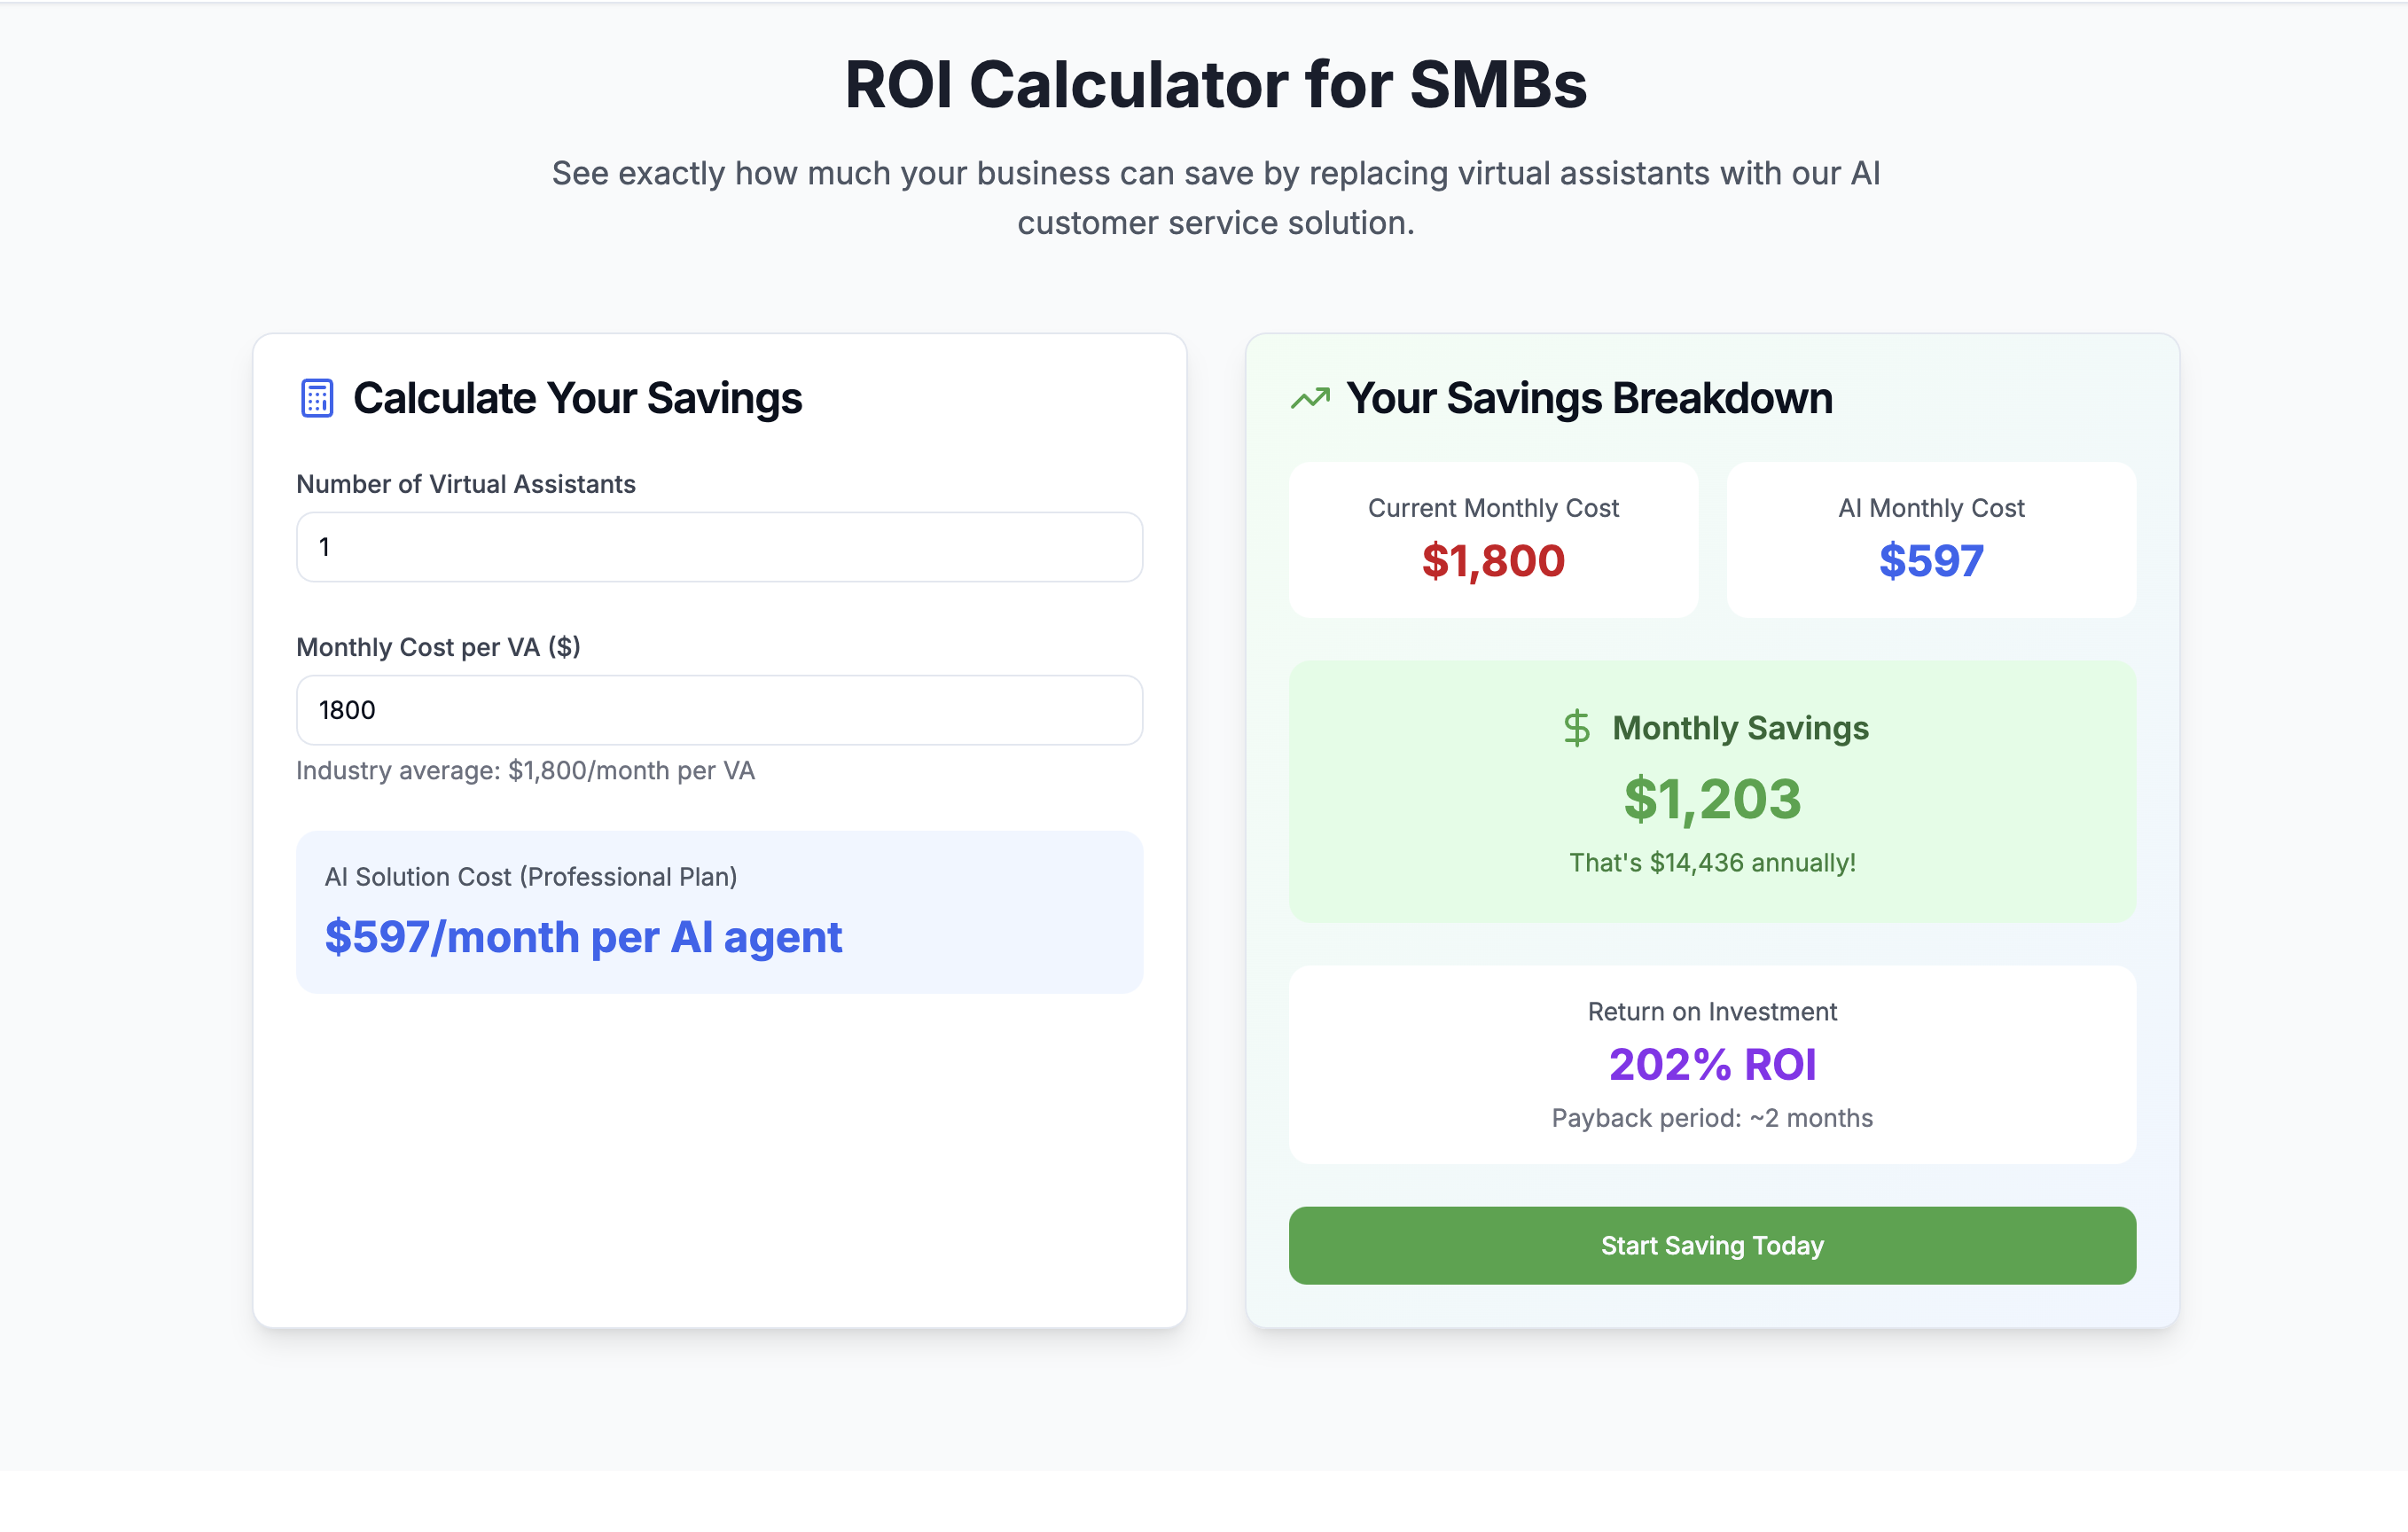 ROI Calculator for SMBs
See exactly how much your business can save by replacing virtual assistants with our AI
customer service solution.
Calculate Your Savings
Number of Virtual Assistants
1
Monthly Cost per VA ($)
1800
Industry average: $1,800/month per VA
AI Solution Cost (Professional Plan)
$597/month per AI agent
Your Savings Breakdown
Current Monthly Cost
$1,800
AI Monthly Cost
$597
Monthly Savings
$1,203
That's $14,436 annually!
Return on Investment
202% ROI
Payback period: ~2 months
Start Saving Today